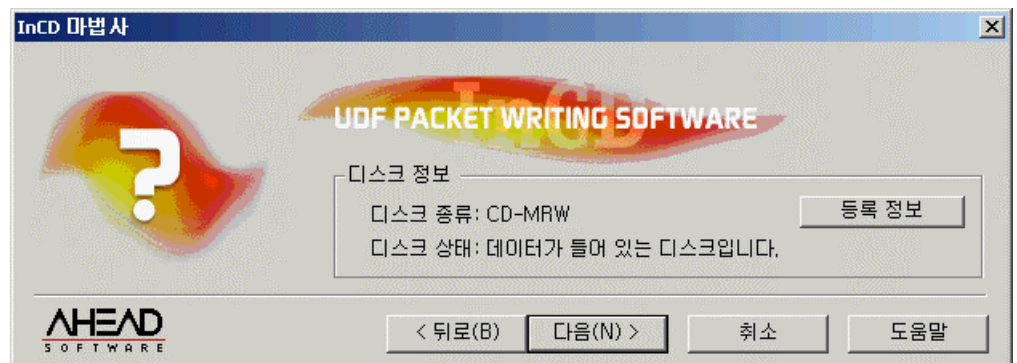 InCD 마법사
InCD
UDF PACKET WRITING SOFTWARE
디스크 정보
디스크 종류: CD-MRW
등록 정보
디스크 상태: 데이터가 들어 있는 디스크입니다.
AHEAD
SOFTWARE
< 뒤로(B)
다음(N) >
취소
도움말